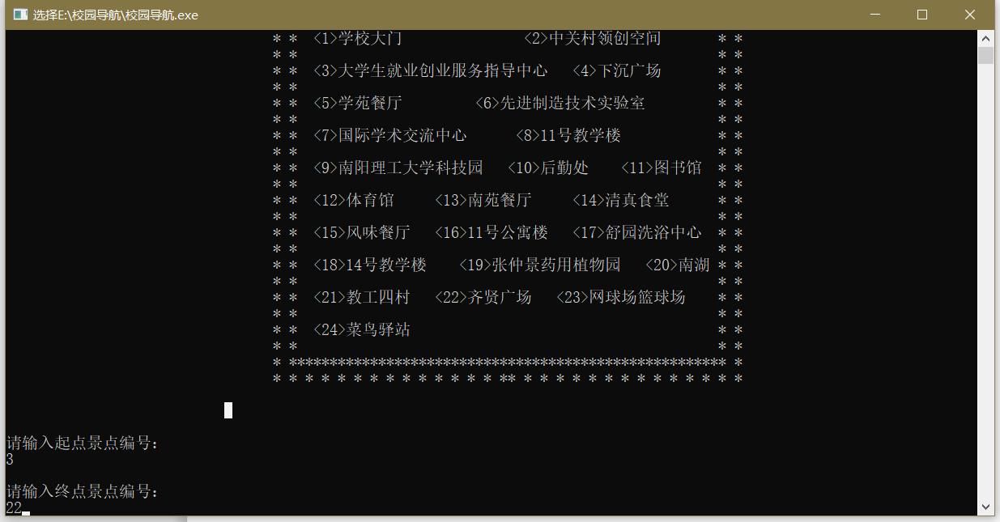 选择E:\校园导航\校园导航.exe
* * <1>学校大门 <2>中关村领创空间 * *
* * * *
* * <3>大学生就业创业服务指导中心 <4>下沉广场 * *
* * * *
* * <5>学苑餐厅 <6>先进制造技术实验室 * *
* * * *
* * <7>国际学术交流中心 <8>11号教学楼 * *
* * * *
* * <9>南阳理工大学科技园 <10>后勤处 <11>图书馆 * *
* * * *
* * <12>体育馆 <13>南苑餐厅 <14>清真食堂 * *
* * * *
* * <15>风味餐厅 <16>11号公寓楼 <17>舒园洗浴中心 * *
* * * *
* * <18>14号教学楼 <19>张仲景药用植物园 <20>南湖 * *
* * * *
* * <21>教工四村 <22>齐贤广场 <23>网球场篮球场 * *
* * * *
* * <24>菜鸟驿站 * *
* * * *
* ****************************************************** *
* * * * * * * * * * * * * * ** * * * * * * * * * * * * * *
请输入起点景点编号:
3
请输入终点景点编号:
22